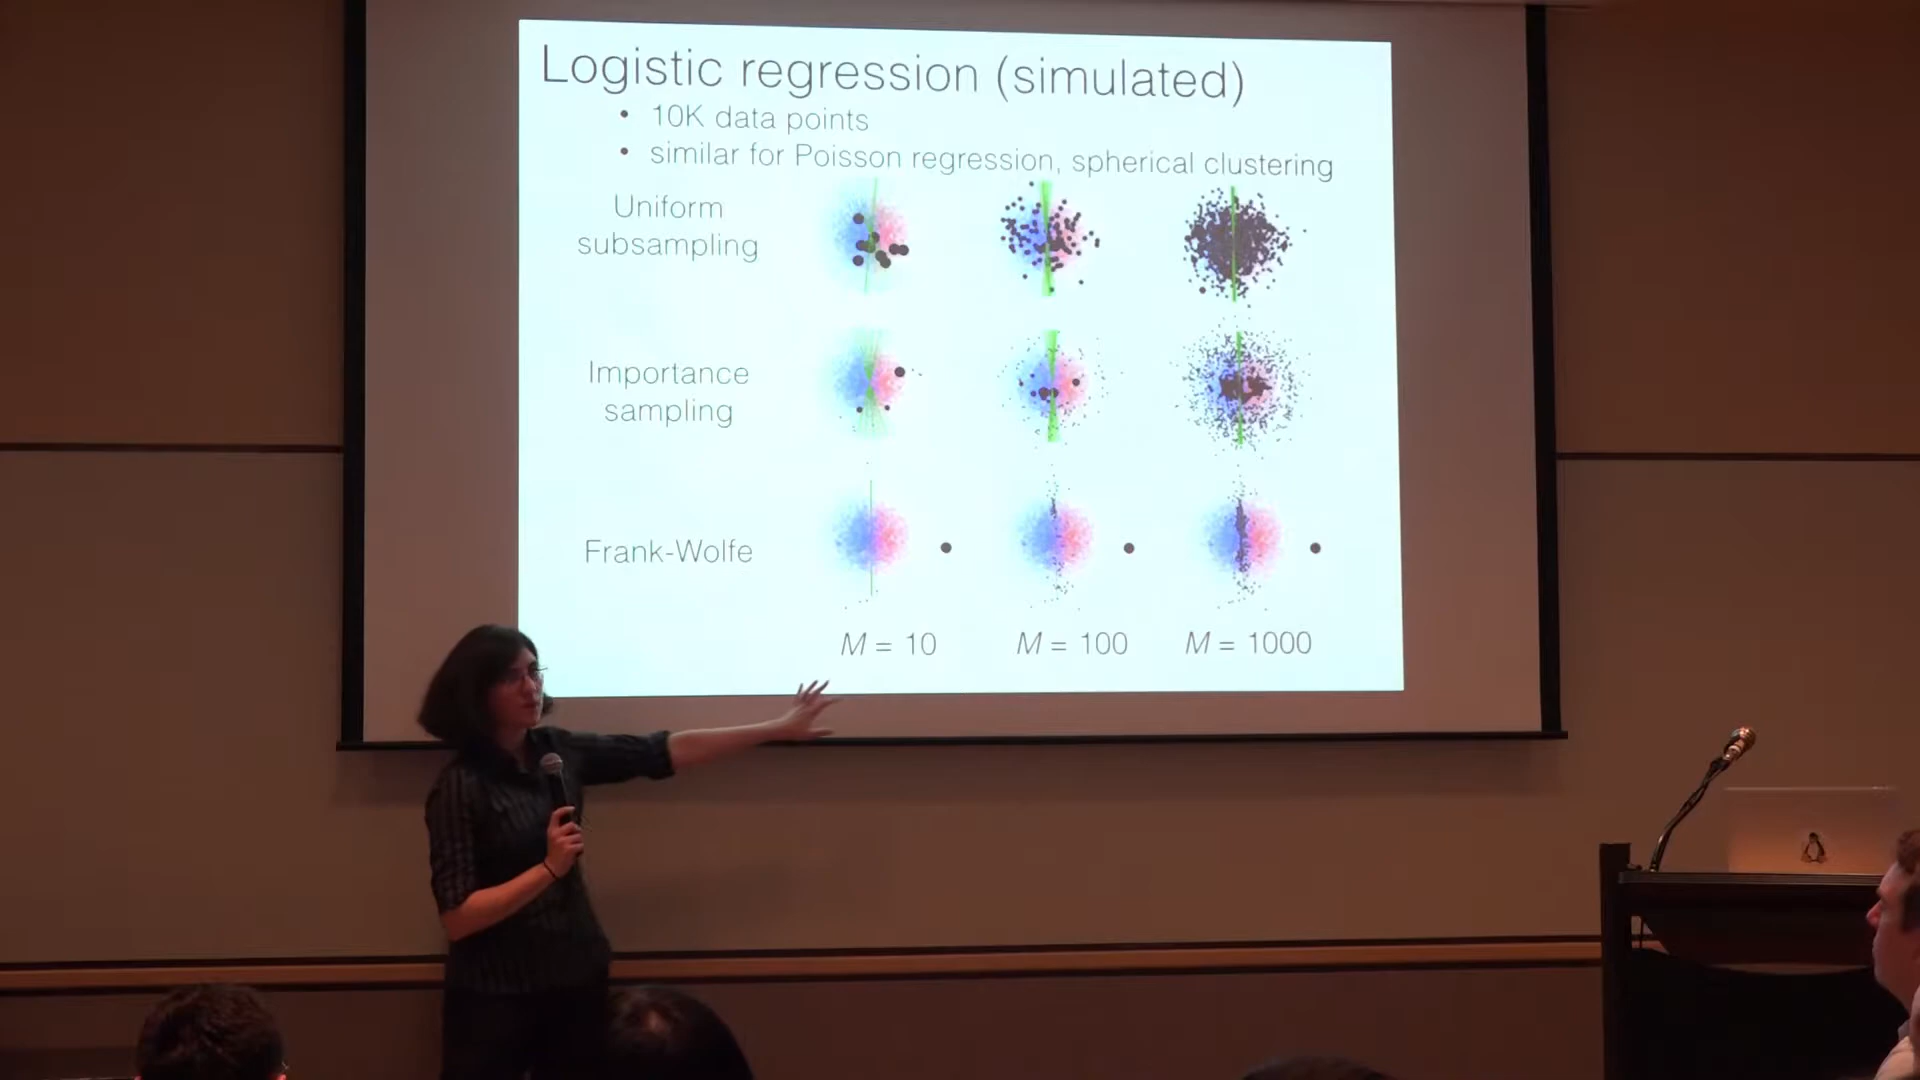 Logistic regression (simulated)
• 10K data points
• similar for Poisson regression, spherical clustering
Uniform
subsampling
Importance
sampling
Frank-Wolfe
M = 10
M = 100
M = 1000